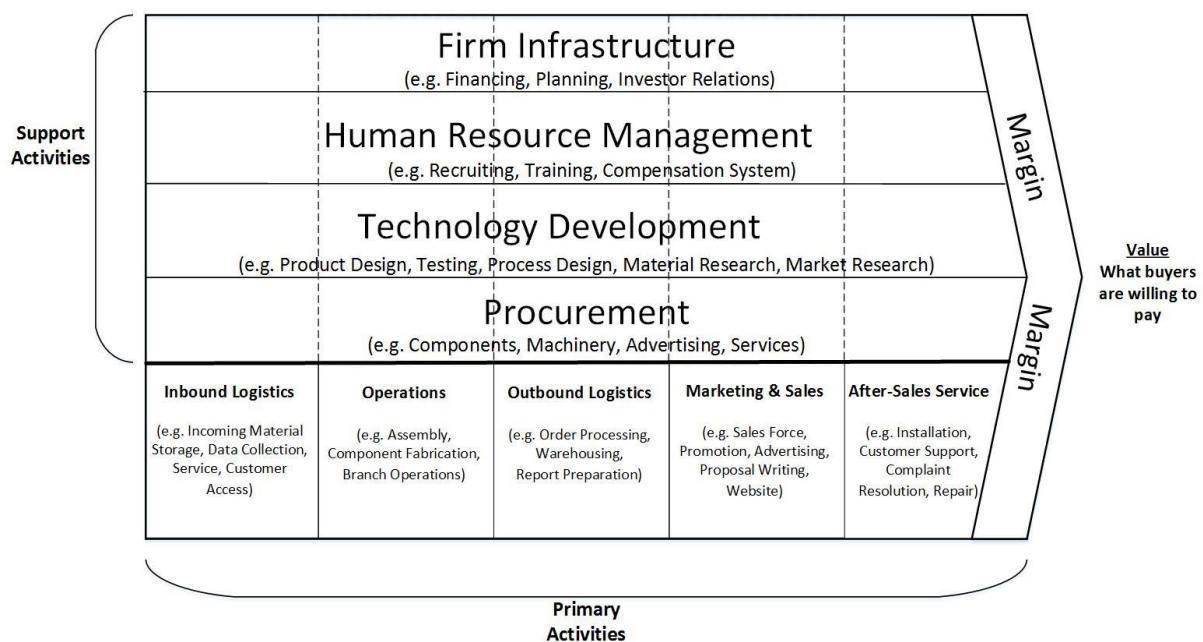 Firm Infrastructure
(e.g. Financing, Planning, Investor Relations)
Support
Activities
Human Resource Management
(e.g. Recruiting, Training, Compensation System)
Technology Development
(e.g. Product Design, Testing, Process Design, Material Research, Market Research)
Procurement
(e.g. Components, Machinery, Advertising, Services)
Margin
Margin
Value
What buyers
are willing to
pay
Inbound Logistics
(e.g. Incoming Material
Storage, Data Collection,
Service, Customer
Access)
Operations
(e.g. Assembly,
Component Fabrication,
Branch Operations)
Outbound Logistics
(e.g. Order Processing,
Warehousing,
Report Preparation)
Marketing & Sales
(e.g. Sales Force,
Promotion, Advertising,
Proposal Writing,
Website)
After-Sales Service
(e.g. Installation,
Customer Support,
Complaint
Resolution, Repair)
Primary
Activities